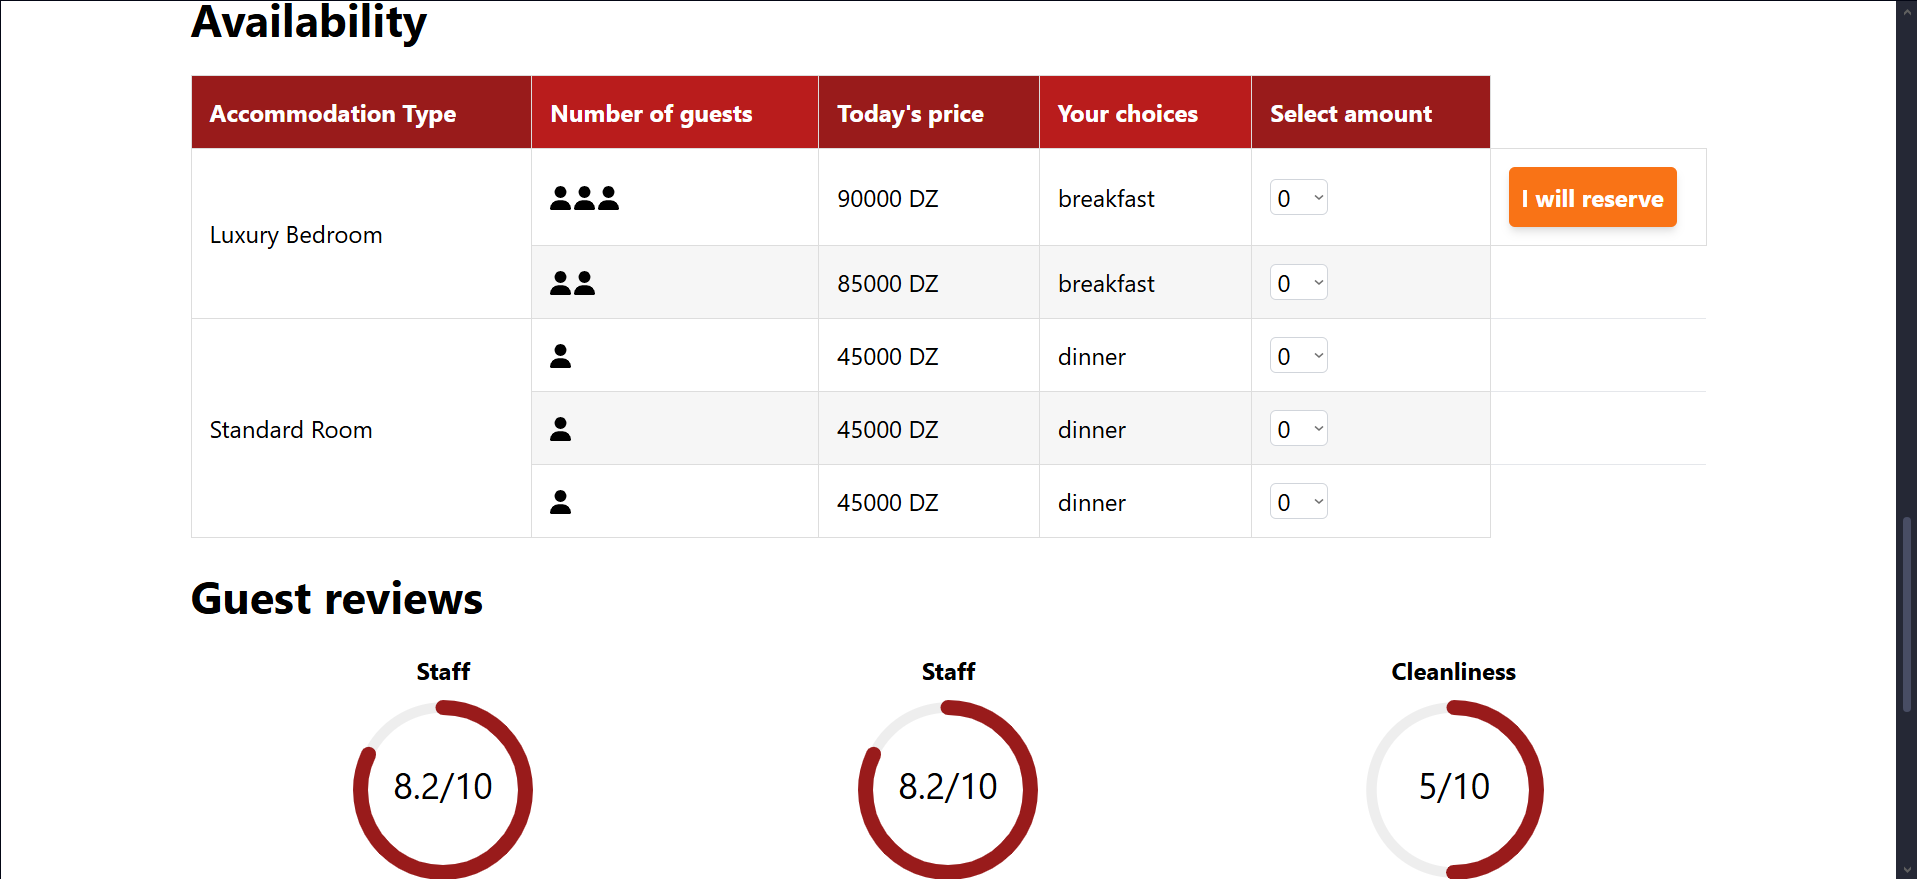 Availability
Accommodation Type Number of guests Today's price Your choices Select amount
Luxury Bedroom
90000 DZ breakfast 0 I will reserve
85000 DZ breakfast 0
Standard Room
45000 DZ dinner 0
45000 DZ dinner 0
45000 DZ dinner 0
Guest reviews
Staff Staff Cleanliness
8.2/10 8.2/10 5/10